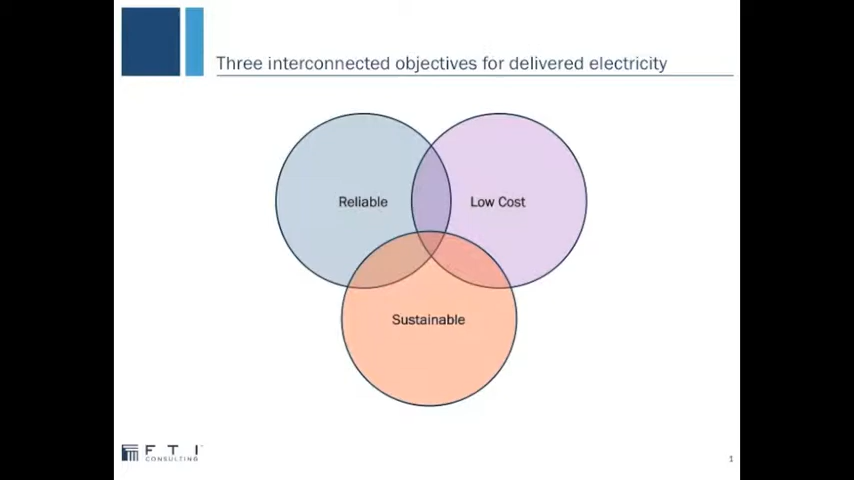 Three interconnected objectives for delivered electricity
Reliable
Low Cost
Sustainable
F T I
CONSULTING
1